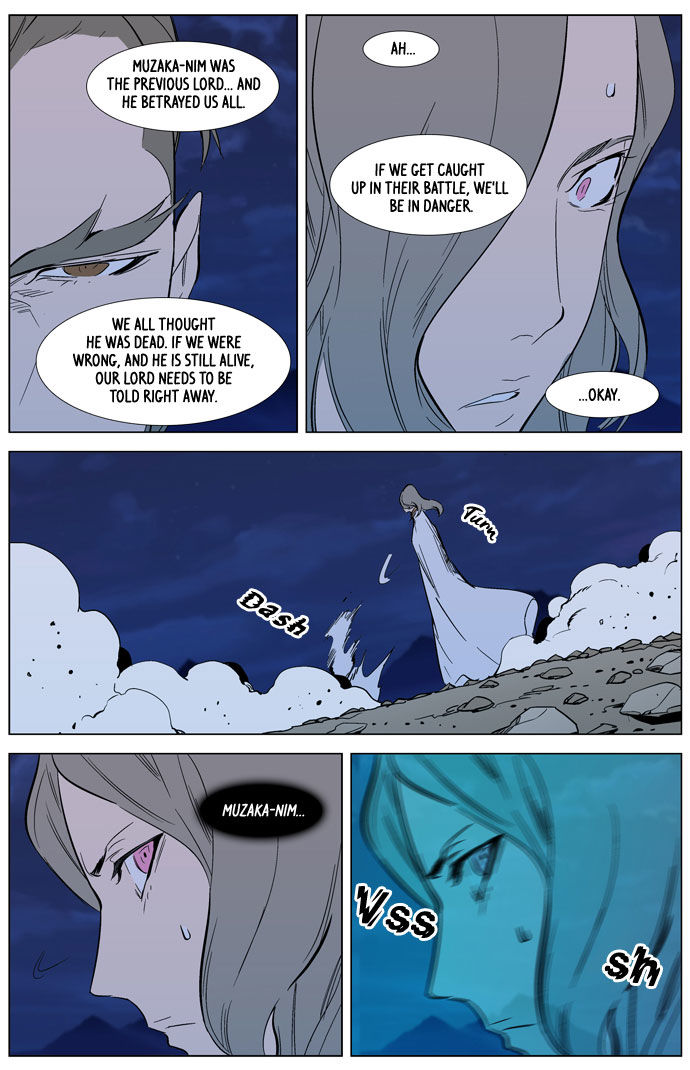 MUZAKA-NIM WAS
THE PREVIOUS LORD... AND
HE BETRAYED US ALL.
WE ALL THOUGHT
HE WAS DEAD. IF WE WERE
WRONG, AND HE IS STILL ALIVE,
OUR LORD NEEDS TO BE
TOLD RIGHT AWAY.
AH...
IF WE GET CAUGHT
UP IN THEIR BATTLE, WE'LL
BE IN DANGER.
...OKAY.
Turn
Dash
MUZAKA-NIM...
Vss
sh